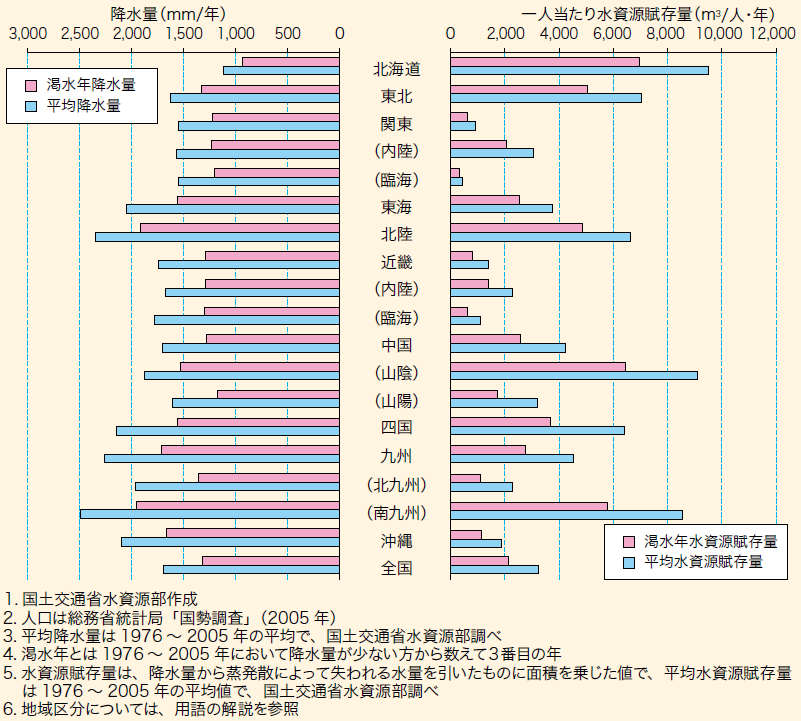 降水量(mm/年)　一人当たり水資源賦存量(m³/人・年)
3,000 2,500 2,000 1,500 1,000 500 0　0 2,000 4,000 6,000 8,000 10,000 12,000
渇水年降水量
平均降水量
北海道
東北
関東
(内陸)
(臨海)
東海
北陸
近畿
(内陸)
(臨海)
中国
(山陰)
(山陽)
四国
九州
(北九州)
(南九州)
沖縄
全国
渇水年水資源賦存量
平均水資源賦存量
1. 国土交通省水資源部作成
2. 人口は総務省統計局「国勢調査」(2005 年)
3. 平均降水量は 1976 〜 2005 年の平均で、国土交通省水資源部調べ
4. 渇水年とは 1976 〜 2005 年において降水量が少ない方から数えて3番目の年
5. 水資源賦存量は、降水量から蒸発散によって失われる水量を引いたものに面積を乗じた値で、平均水資源賦存量
は 1976 〜 2005 年の平均値で、国土交通省水資源部調べ
6. 地域区分については、用語の解説を参照